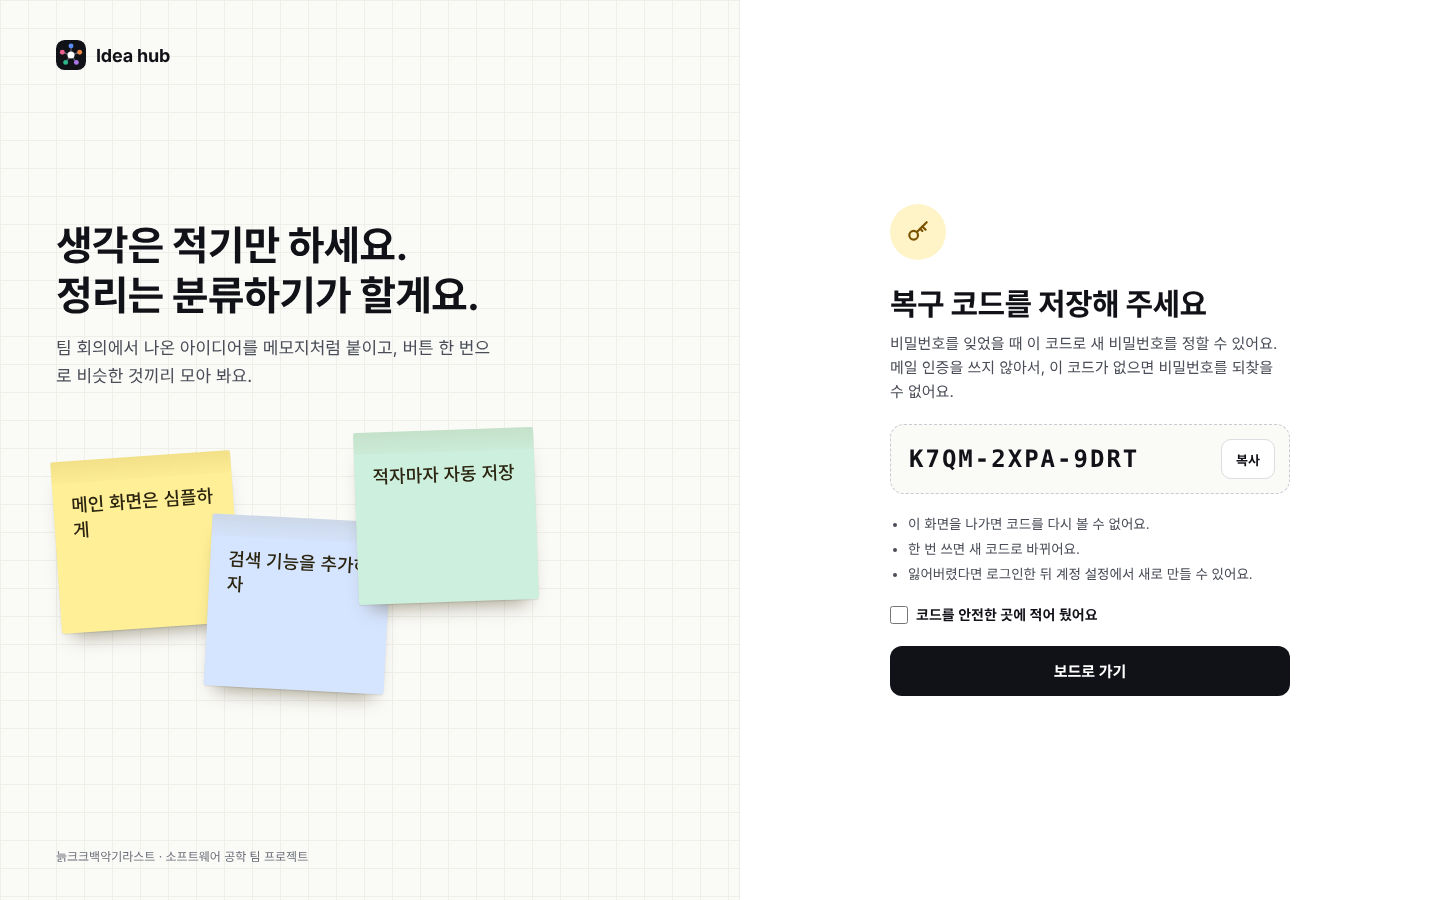 Idea hub
생각은 적기만 하세요.
정리는 분류하기가 할게요.
팀 회의에서 나온 아이디어를 메모지처럼 붙이고, 버튼 한 번으
로 비슷한 것끼리 모아 봐요.
메인 화면은 심플하
게
검색 기능을 추가
자
적자마자 자동 저장
늙크크백악기라스트 · 소프트웨어 공학 팀 프로젝트
복구 코드를 저장해 주세요
비밀번호를 잊었을 때 이 코드로 새 비밀번호를 정할 수 있어요.
메일 인증을 쓰지 않아서, 이 코드가 없으면 비밀번호를 되찾을
수 없어요.
K7QM-2XPA-9DRT
복사
이 화면을 나가면 코드를 다시 볼 수 없어요.
한 번 쓰면 새 코드로 바뀌어요.
잃어버렸다면 로그인한 뒤 계정 설정에서 새로 만들 수 있어요.
코드를 안전한 곳에 적어 뒀어요
보드로 가기